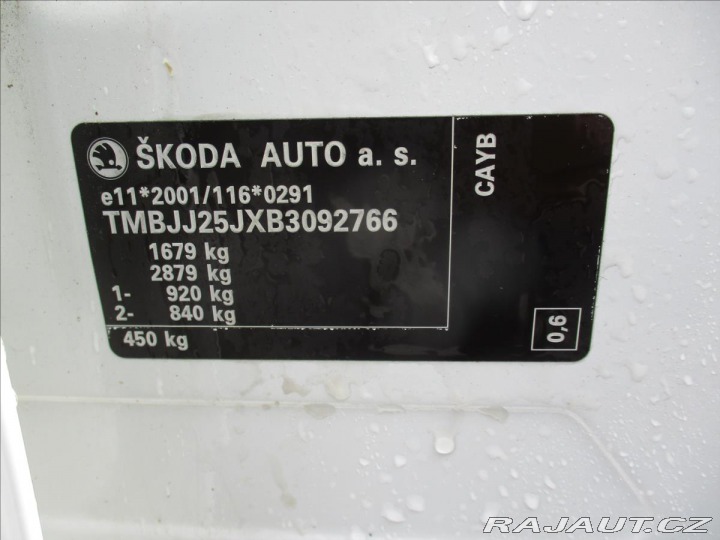 ŠKODA AUTO a. s.
e11*2001/116*0291
TMBJJ25JXB3092766
1679 kg
2879 kg
1- 920 kg
2- 840 kg
450 kg
CAYB
0,6
RAJAUT.CZ